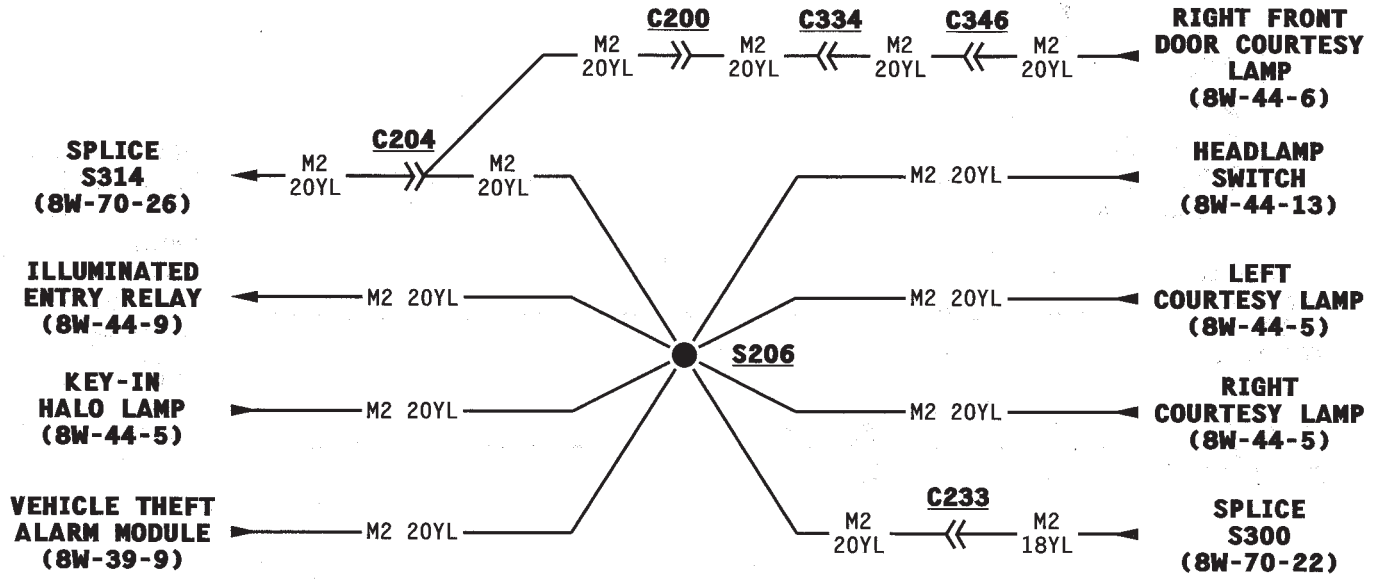 C200
C334
C346
RIGHT FRONT
DOOR COURTESY
LAMP
(8W-44-6)
M2
20YL
M2
20YL
M2
20YL
M2
20YL
SPLICE
S314
(8W-70-26)
M2
20YL
C204
M2
20YL
M2 20YL
HEADLAMP
SWITCH
(8W-44-13)
ILLUMINATED
ENTRY RELAY
(8W-44-9)
M2 20YL
M2 20YL
LEFT
COURTESY LAMP
(8W-44-5)
S206
KEY-IN
HALO LAMP
(8W-44-5)
M2 20YL
M2 20YL
RIGHT
COURTESY LAMP
(8W-44-5)
VEHICLE THEFT
ALARM MODULE
(8W-39-9)
M2 20YL
M2
20YL
C233
M2
18YL
SPLICE
S300
(8W-70-22)